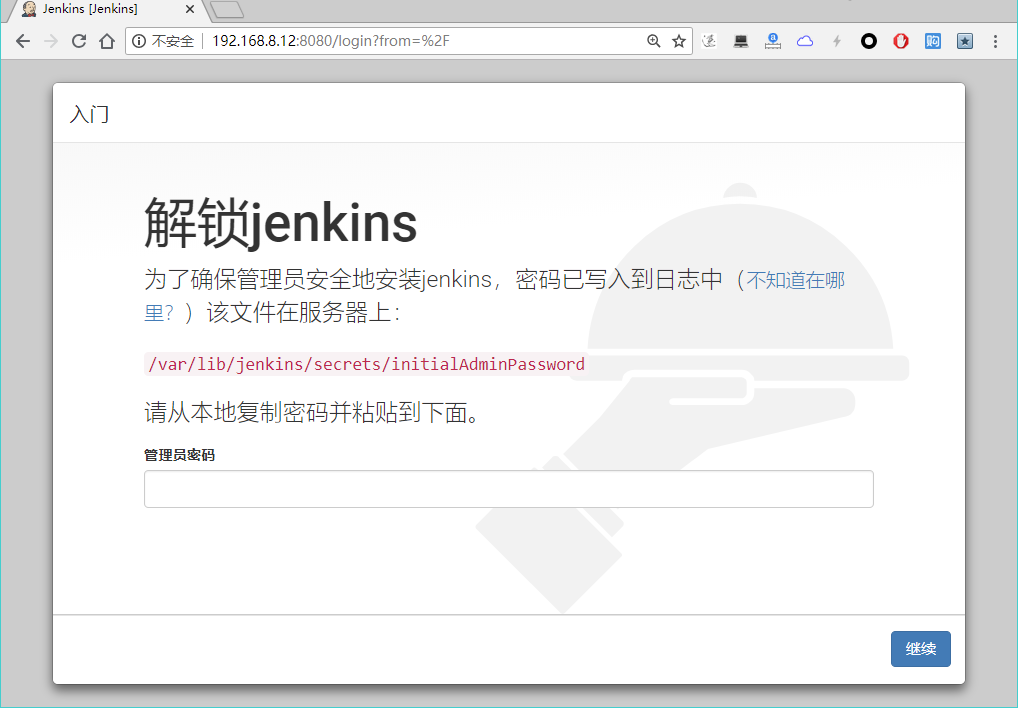 Jenkins [Jenkins]
不安全 192.168.8.12:8080/login?from=%2F
入门
解锁jenkins
为了确保管理员安全地安装jenkins，密码已写入到日志中（不知道在哪
里？）该文件在服务器上：
/var/lib/jenkins/secrets/initialAdminPassword
请从本地复制密码并粘贴到下面。
管理员密码
继续